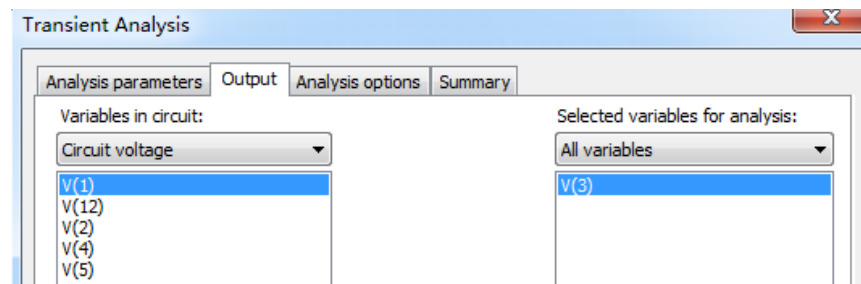 Transient Analysis
Analysis parameters Output Analysis options Summary
Variables in circuit: Selected variables for analysis:
Circuit voltage All variables
V(1) V(3)
V(12)
V(2)
V(4)
V(5)